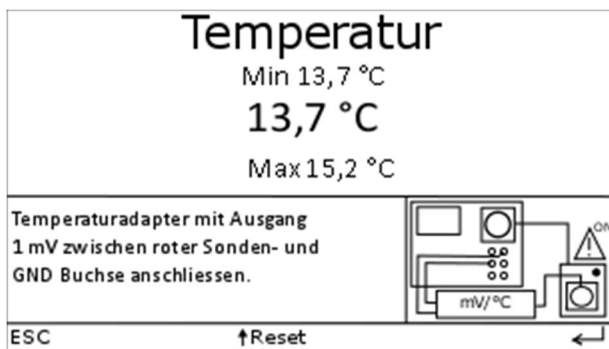 Temperatur
Min 13,7 °C
13,7 °C
Max 15,2 °C
Temperaturadapter mit Ausgang
1 mV zwischen roter Sonden- und
GND Buchse anschliessen.
ON
mV/°C
ESC ↑Reset ↵